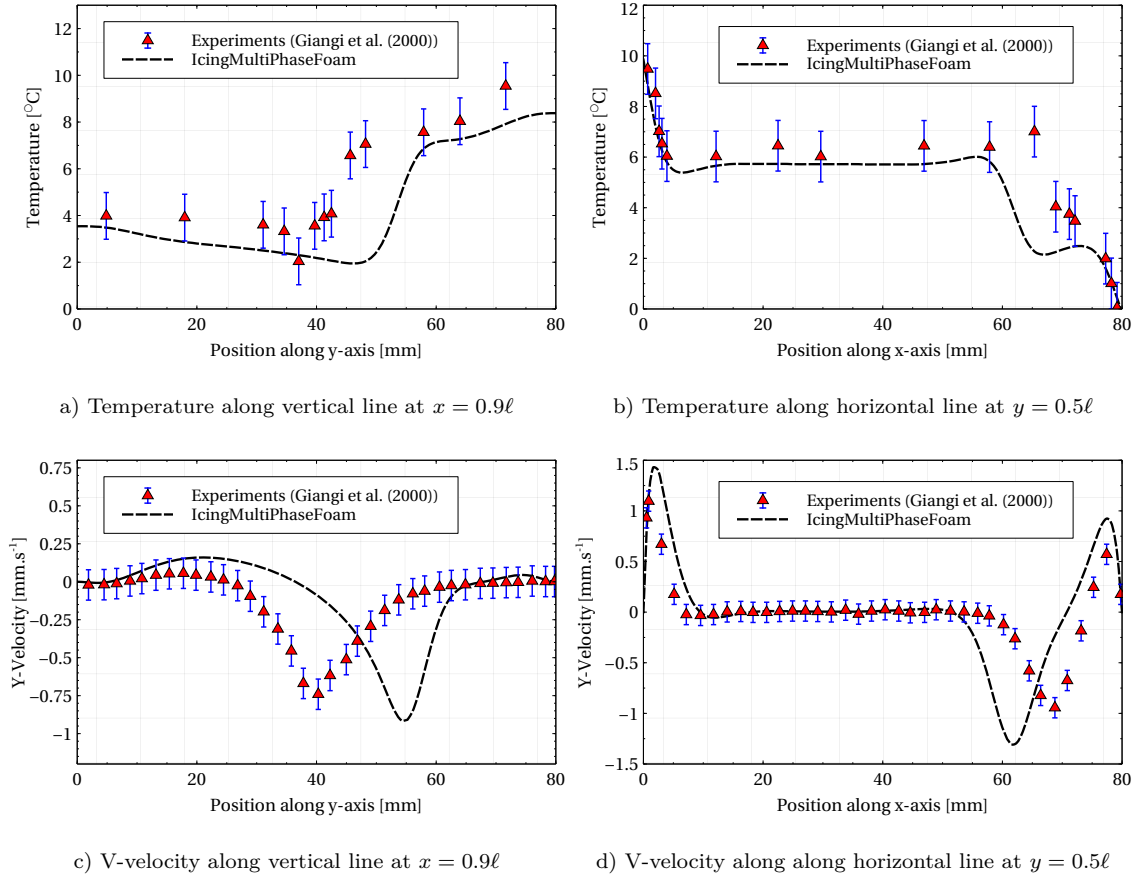 12
10
8
6
4
2
0
Temperature [°C]
Experiments (Giangi et al. (2000))
IcingMultiPhaseFoam
0 20 40 60 80
Position along y-axis [mm]
a) Temperature along vertical line at x = 0.9ℓ
12
10
8
6
4
2
0
Temperature [°C]
Experiments (Giangi et al. (2000))
IcingMultiPhaseFoam
0 20 40 60 80
Position along x-axis [mm]
b) Temperature along horizontal line at y = 0.5ℓ
0.75
0.5
0.25
0
−0.25
−0.5
−0.75
−1
Y-Velocity [mm.s⁻¹]
Experiments (Giangi et al. (2000))
IcingMultiPhaseFoam
0 20 40 60 80
Position along y-axis [mm]
c) V-velocity along vertical line at x = 0.9ℓ
1.5
1
0.5
0
−0.5
−1
−1.5
Y-Velocity [mm.s⁻¹]
Experiments (Giangi et al. (2000))
IcingMultiPhaseFoam
0 20 40 60 80
Position along x-axis [mm]
d) V-velocity along along horizontal line at y = 0.5ℓ